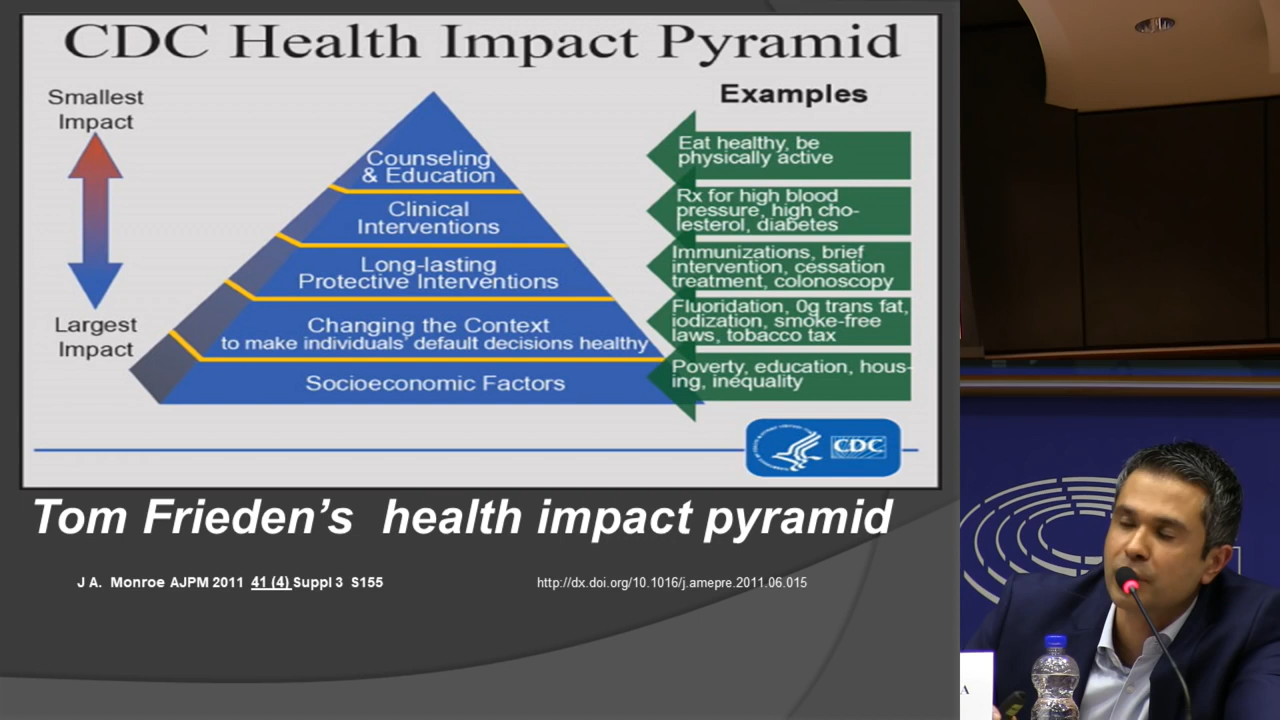 CDC Health Impact Pyramid
Smallest
Impact
Largest
Impact
Counseling
& Education
Clinical
Interventions
Long-lasting
Protective Interventions
Changing the Context
to make individuals' default decisions healthy
Socioeconomic Factors
Examples
Eat healthy, be
physically active
Rx for high blood
pressure, high cho-
lesterol, diabetes
Immunizations, brief
intervention, cessation
treatment, colonoscopy
Fluoridation, 0g trans fat,
iodization, smoke-free
laws, tobacco tax
Poverty, education, hous-
ing, inequality
CDC
Tom Frieden's health impact pyramid
J A. Monroe AJPM 2011 41 (4) Suppl 3 S155
http://dx.doi.org/10.1016/j.amepre.2011.06.015
A